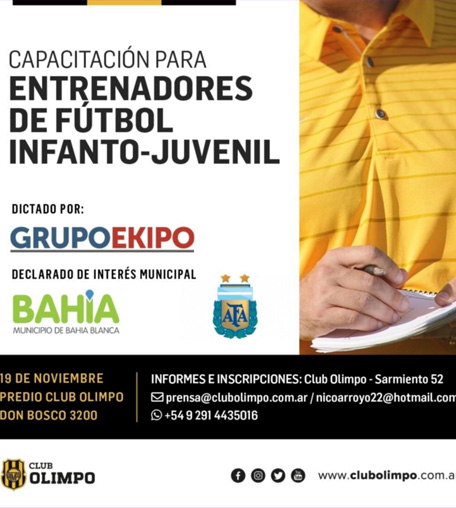 CAPACITACIÓN PARA
ENTRENADORES
DE FÚTBOL
INFANTO-JUVENIL
DICTADO POR:
GRUPOEKIPO
DECLARADO DE INTERÉS MUNICIPAL
BAHIA
MUNICIPIO DE BAHIA BLANCA
AFA
19 DE NOVIEMBRE
PREDIO CLUB OLIMPO
DON BOSCO 3200
INFORMES E INSCRIPCIONES: Club Olimpo - Sarmiento 52
prensa@clubolimpo.com.ar / nicoarroyo22@hotmail.com
+54 9 291 4435016
CLUB
OLIMPO
www.clubolimpo.com.a